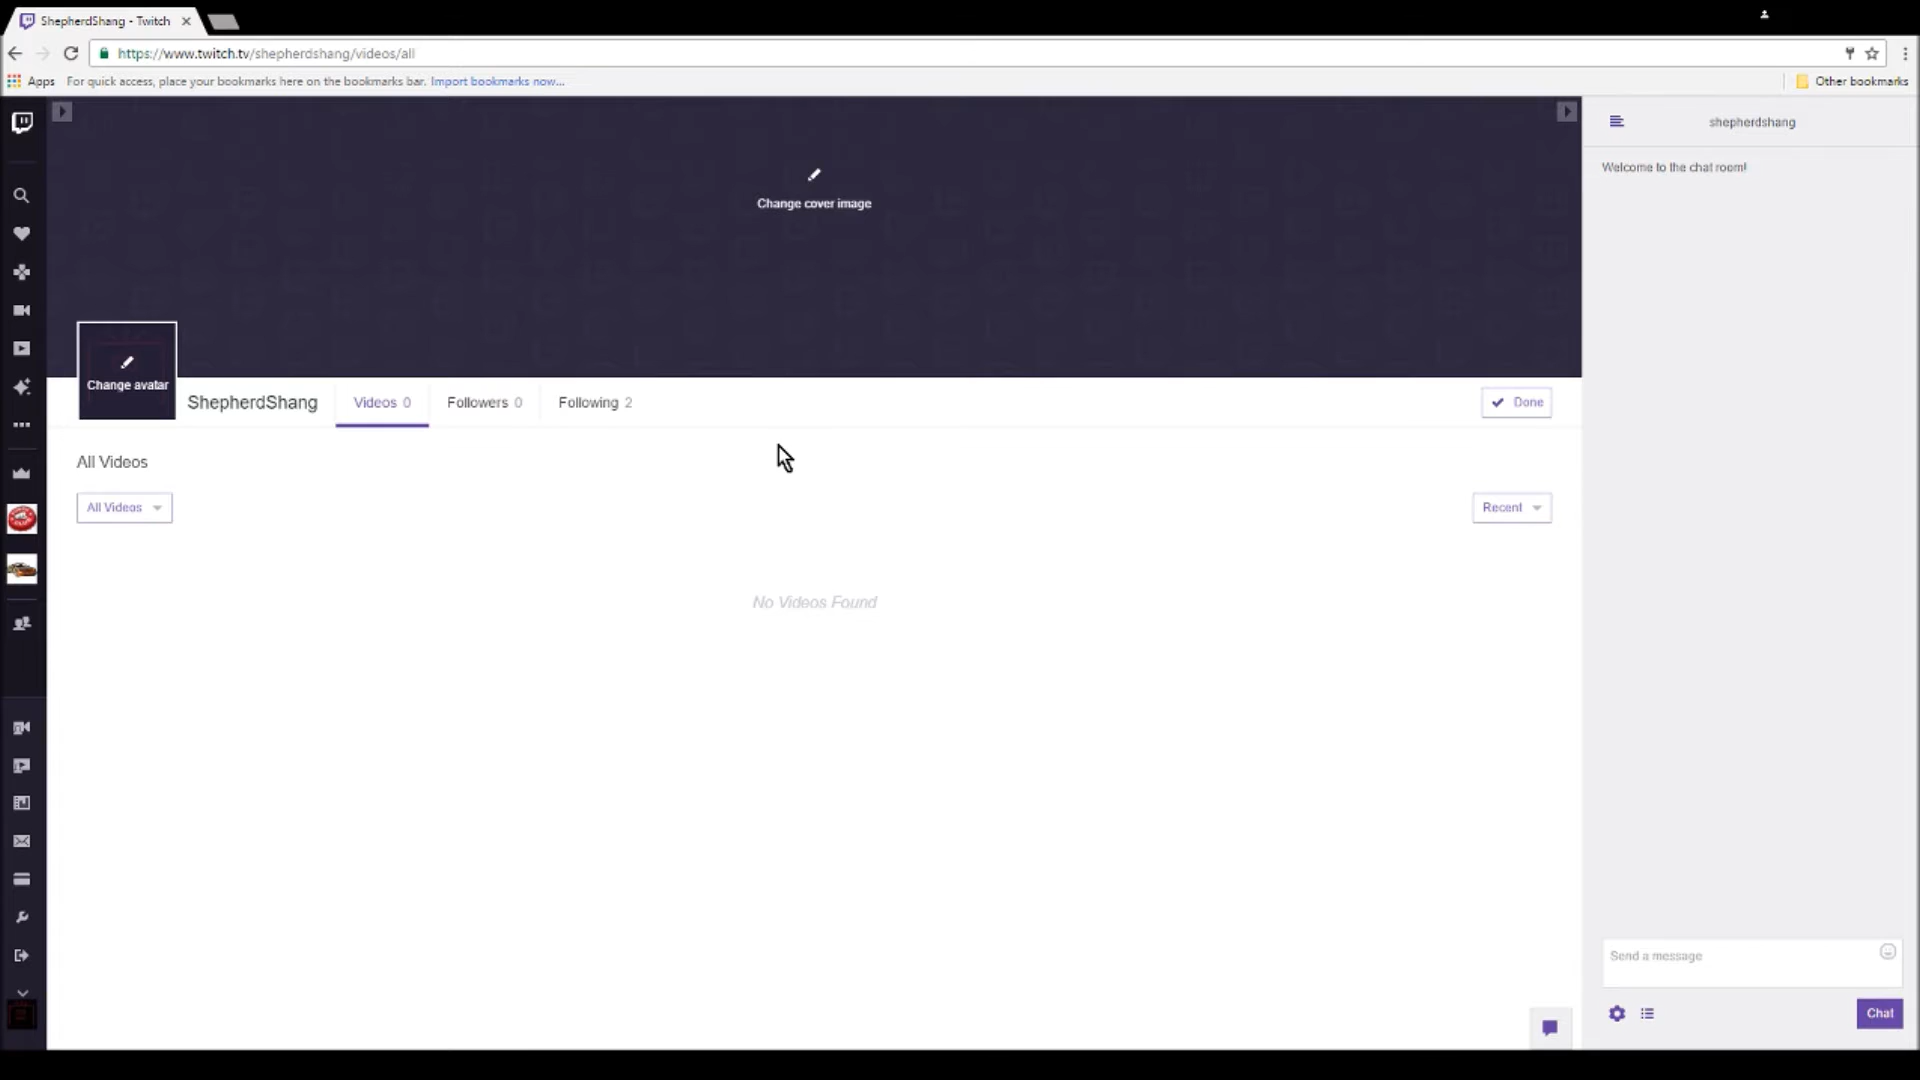 ShepherdShang - Twitch
https://www.twitch.tv/shepherdshang/videos/all
Apps For quick access, place your bookmarks here on the bookmarks bar. Import bookmarks now... Other bookmarks
shepherdshang
Welcome to the chat room!
Change cover image
Change avatar
ShepherdShang Videos 0 Followers 0 Following 2 Done
All Videos
All Videos Recent
No Videos Found
Send a message
Chat